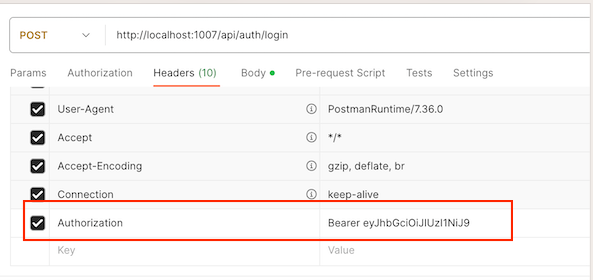 POST http://localhost:1007/api/auth/login
Params Authorization Headers (10) Body Pre-request Script Tests Settings
User-Agent PostmanRuntime/7.36.0
Accept */*
Accept-Encoding gzip, deflate, br
Connection keep-alive
Authorization Bearer eyJhbGciOiJIUzI1NiJ9
Key Value